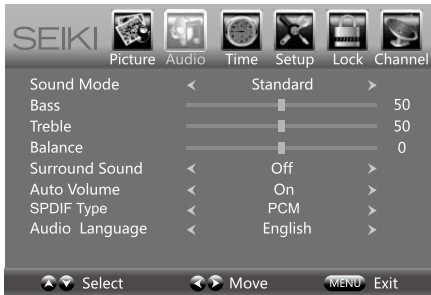 SEIKI
Picture Audio Time Setup Lock Channel
Sound Mode Standard
Bass 50
Treble 50
Balance 0
Surround Sound Off
Auto Volume On
SPDIF Type PCM
Audio Language English
Select Move MENU Exit